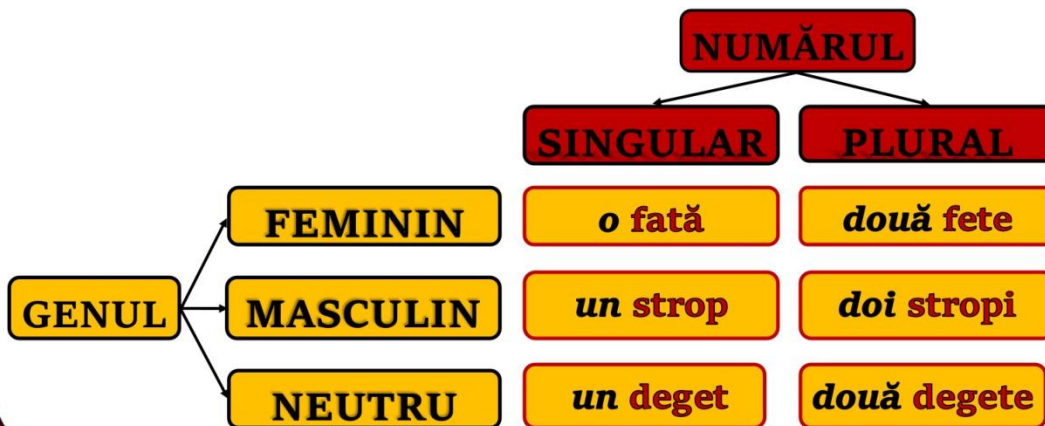 NUMĂRUL
SINGULAR PLURAL
FEMININ o fată două fete
GENUL MASCULIN un strop doi stropi
NEUTRU un deget două degete